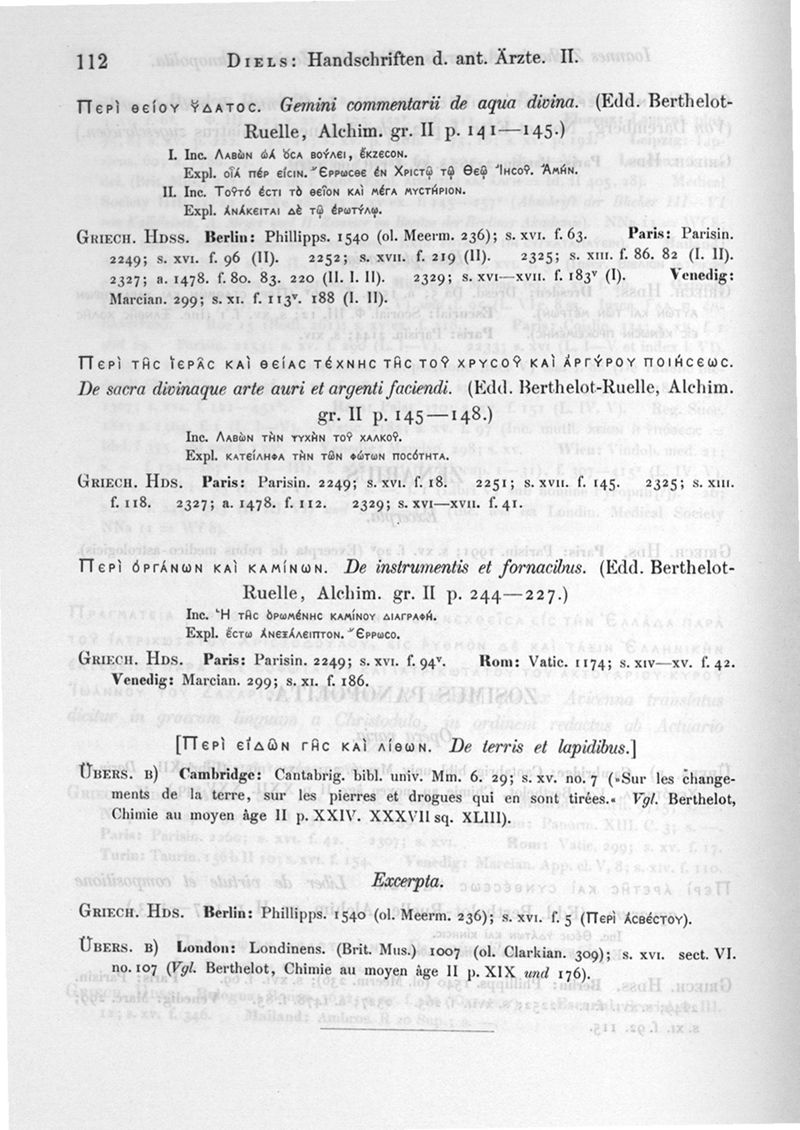 112 DIELS: Handschriften d. ant. Ärzte. II.
Περὶ θείου ὕδατος. Gemini commentarii de aqua divina. (Edd. Berthelot-
Ruelle, Alchim. gr. II p. 141—145.)
I. Inc. Λαβὼν ὠὰ ὅσα βούλει, ἕκζεσον.
Expl. οἷά πέρ εἰσιν. Ἔρρωσθε ἐν Χριστῷ τῷ Θεῷ Ἰησοῦ. Ἀμήν.
II. Inc. Τοῦτό ἐστι τὸ θεῖον καὶ μέγα μυστήριον.
Expl. ἀνάκειται δὲ τῷ ἐρωτύλῳ.
GRIECH. HDSS. Berlin: Phillipps. 1540 (ol. Meerm. 236); s. XVI. f. 63. Paris: Parisin.
2249; s. XVI. f. 96 (II). 2252; s. XVII. f. 219 (II). 2325; s. XIII. f. 86. 82 (I. II).
2327; a. 1478. f. 80. 83. 220 (II. I. II). 2329; s. XVI—XVII. f. 183ᵛ (I). Venedig:
Marcian. 299; s. XI. f. 113ᵛ. 188 (I. II).
Περὶ τῆς ἱερᾶς καὶ θείας τέχνης τῆς τοῦ χρυσοῦ καὶ ἀργύρου ποιήσεως.
De sacra divinaque arte auri et argenti faciendi. (Edd. Berthelot-Ruelle, Alchim.
gr. II p. 145—148.)
Inc. Λαβὼν τὴν ψυχὴν τοῦ χαλκοῦ.
Expl. κατείληφα τὴν τῶν φώτων ποσότητα.
GRIECH. HDS. Paris: Parisin. 2249; s. XVI. f. 18. 2251; s. XVII. f. 145. 2325; s. XIII.
f. 118. 2327; a. 1478. f. 112. 2329; s. XVI—XVII. f. 41.
Περὶ ὀργάνων καὶ καμίνων. De instrumentis et fornacibus. (Edd. Berthelot-
Ruelle, Alchim. gr. II p. 244—227.)
Inc. Ἡ τῆς ὁρωμένης καμίνου διαγραφή.
Expl. ἔστω ἀνεξάλειπτον. Ἔρρωσο.
GRIECH. HDS. Paris: Parisin. 2249; s. XVI. f. 94ᵛ. Rom: Vatic. 1174; s. XIV—XV. f. 42.
Venedig: Marcian. 299; s. XI. f. 186.
[Περὶ εἰδῶν γῆς καὶ λίθων. De terris et lapidibus.]
ÜBERS. B) Cambridge: Cantabrig. bibl. univ. Mm. 6. 29; s. XV. no. 7 (»Sur les change-
ments de la terre, sur les pierres et drogues qui en sont tirées.« Vgl. Berthelot,
Chimie au moyen âge II p. XXIV. XXXVII sq. XLIII).
Excerpta.
GRIECH. HDS. Berlin: Phillipps. 1540 (ol. Meerm. 236); s. XVI. f. 5 (Περὶ ἀσβέστου).
ÜBERS. B) London: Londinens. (Brit. Mus.) 1007 (ol. Clarkian. 309); s. XVI. sect. VI.
no. 107 (Vgl. Berthelot, Chimie au moyen âge II p. XIX und 176).